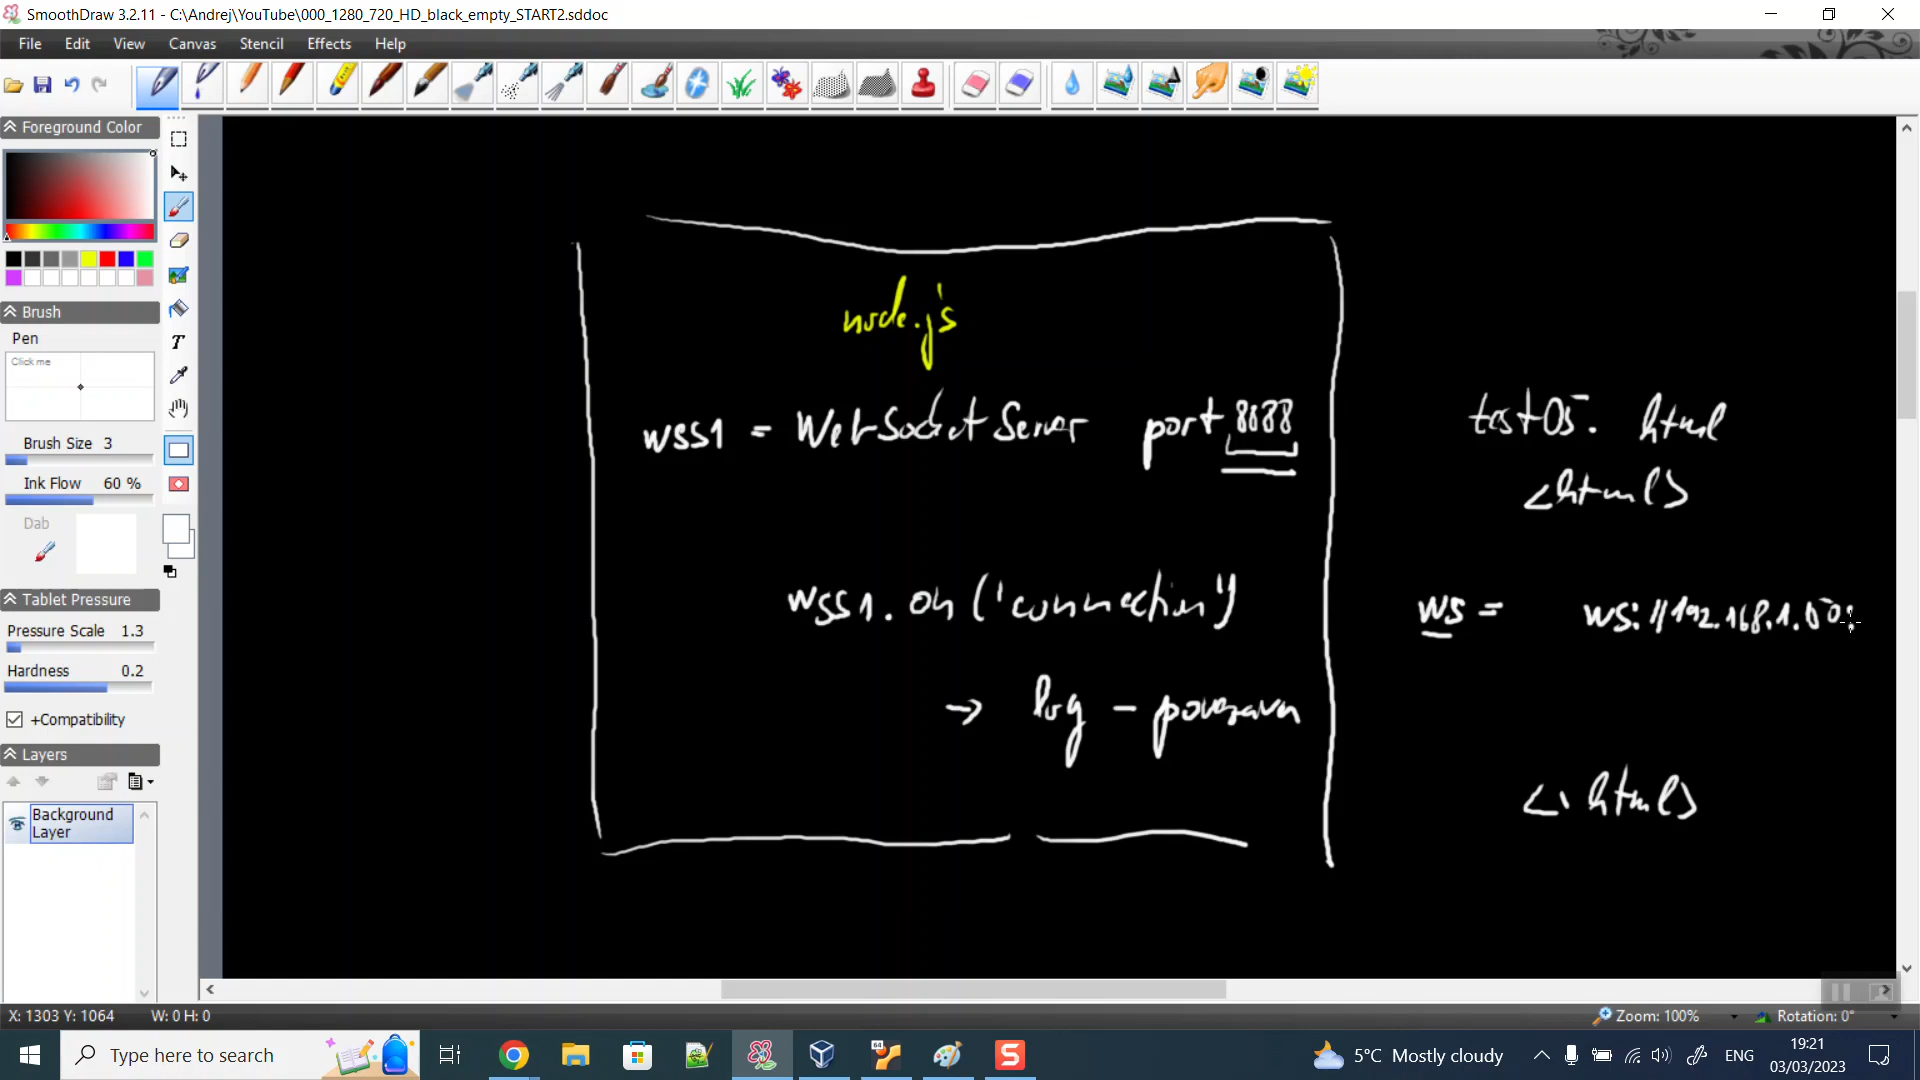 SmoothDraw 3.2.11 - C:\Andrej\YouTube\000_1280_720_HD_black_empty_START2.sddoc
File Edit View Canvas Stencil Effects Help
Foreground Color
Brush
Pen
Click me
Brush Size 3
Ink Flow 60 %
Dab
Tablet Pressure
Pressure Scale 1.3
Hardness 0.2
+Compatibility
Layers
Background
Layer
node.js
wss1 = WebSocketServer port 8888
wss1.on('connection')
→ log -
test05.html
<html>
ws = ws://192.168.1.50:
html>
X: 1303 Y: 1064 W: 0 H: 0
Zoom: 100% Rotation: 0°
Type here to search
64
S
5°C Mostly cloudy
ENG
19:21
03/03/2023